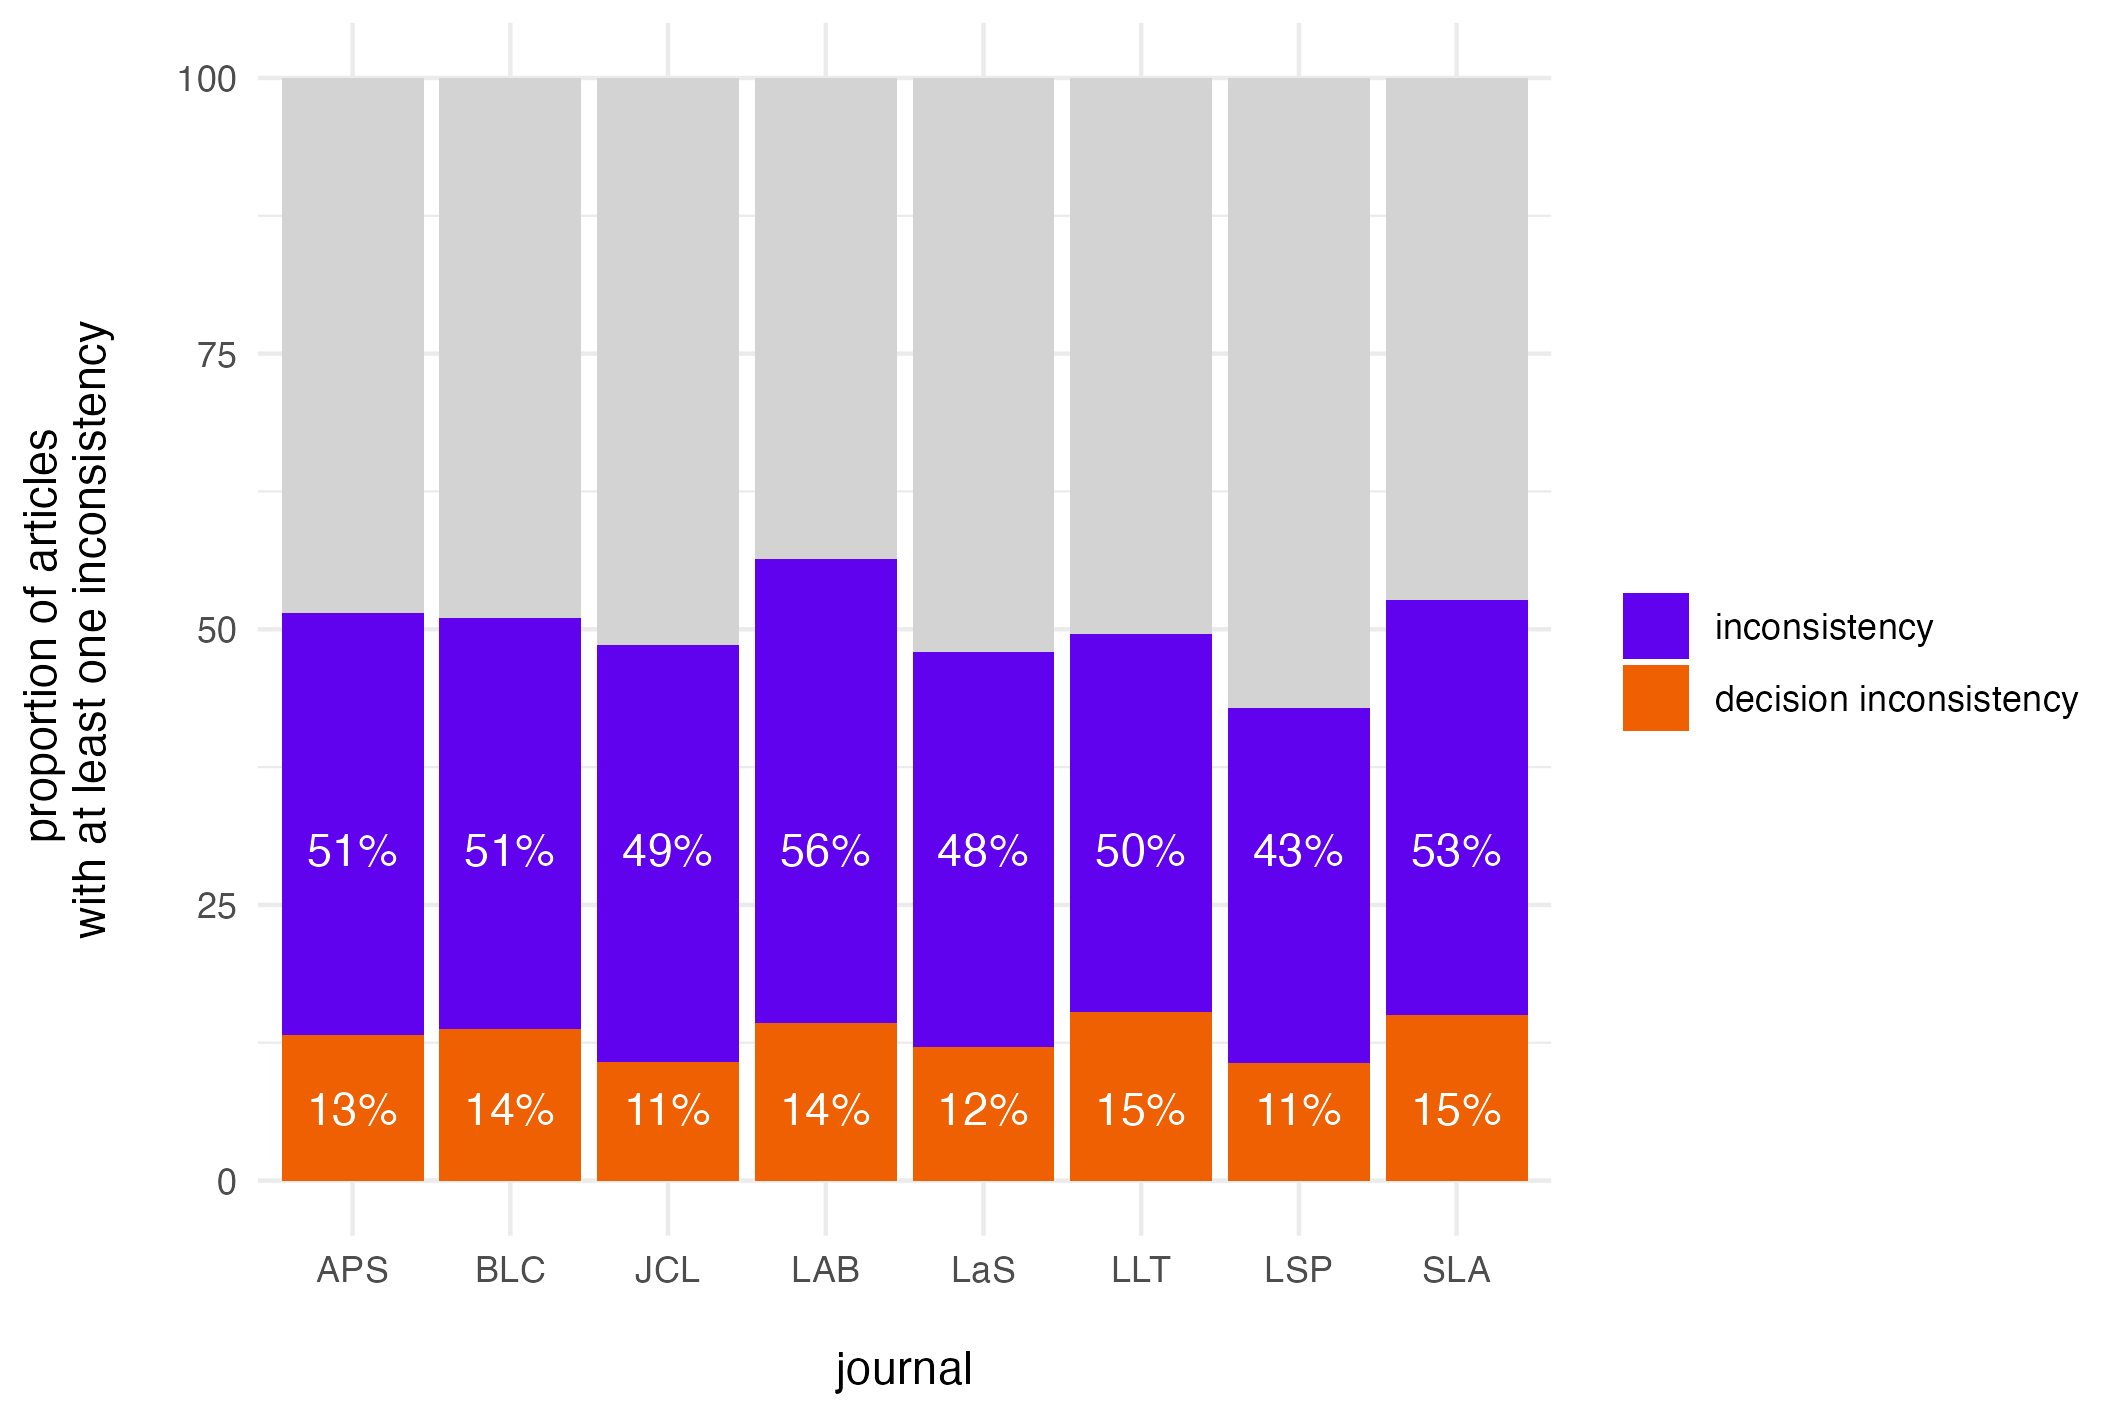 proportion of articles
with at least one inconsistency
100
75
50
25
0
51% 51% 49% 56% 48% 50% 43% 53%
13% 14% 11% 14% 12% 15% 11% 15%
APS BLC JCL LAB LaS LLT LSP SLA
journal
inconsistency
decision inconsistency